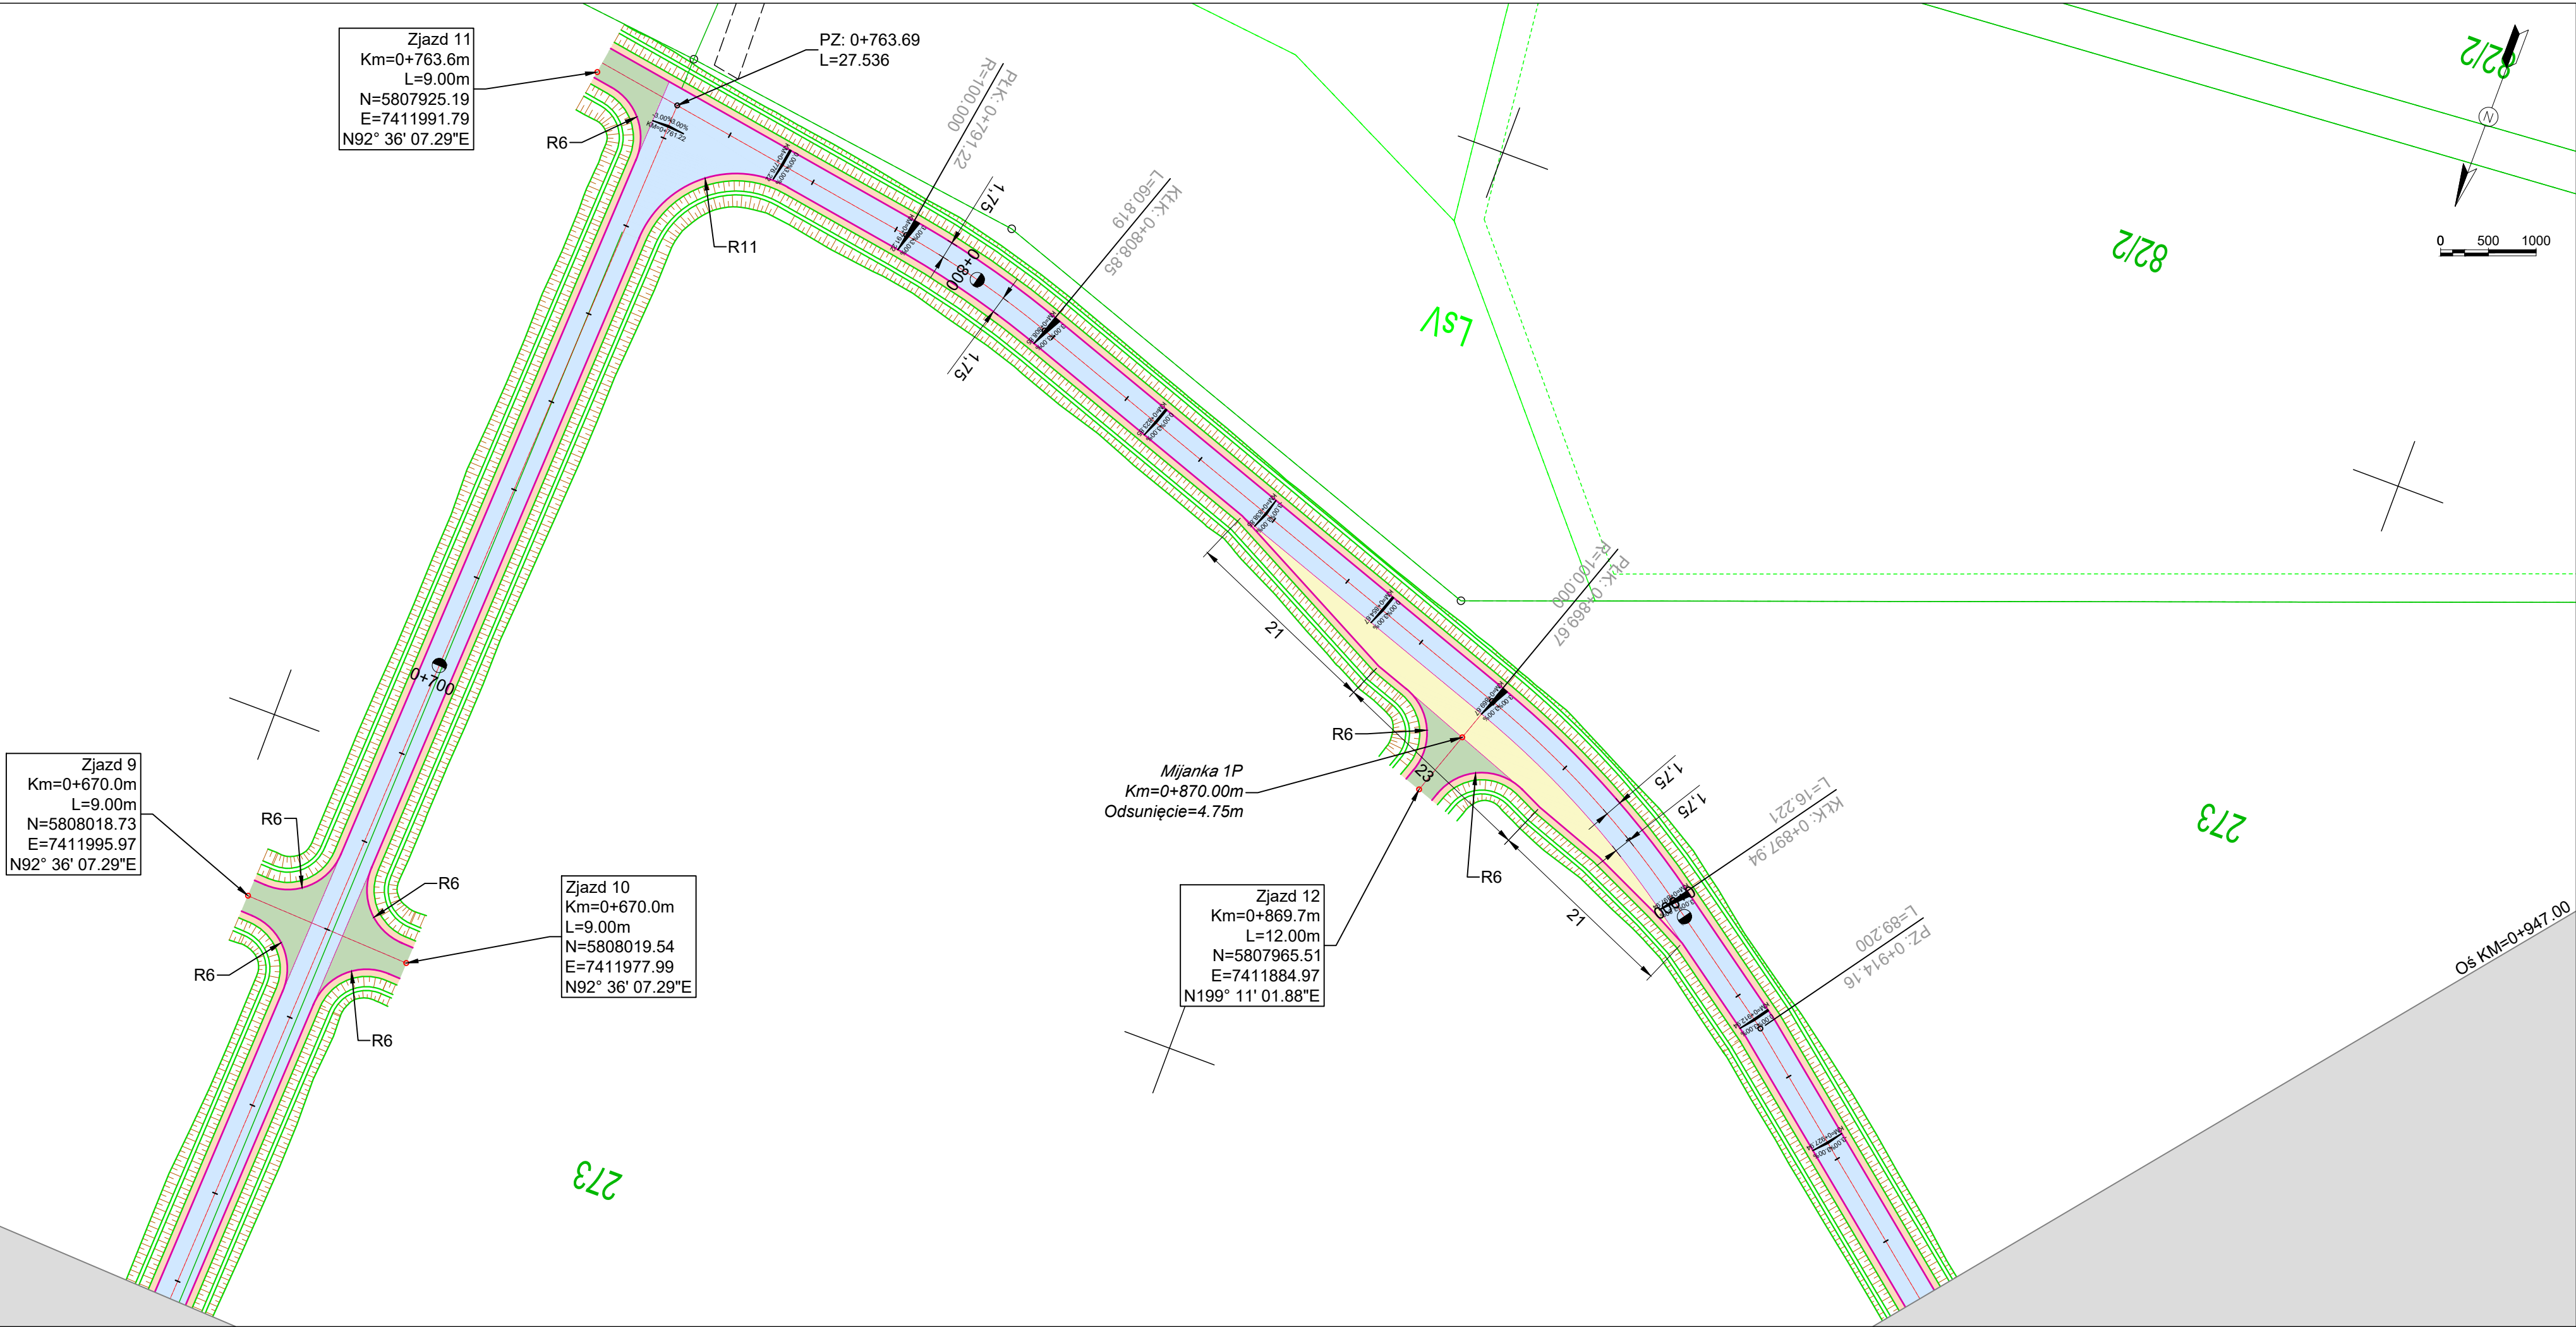 Zjazd 11
Km=0+763.6m
L=9.00m
N=5807925.19
E=7411991.79
N92° 36' 07.29"E
PZ: 0+763.69
L=27.536
R6
R11
PŁK: 0+791.22
R=100.000
1,75
0+800
1,75
KŁK: 0+808.85
L=60.819
LsV
82/2
82/2
N
0 500 1000
PŁK: 0+869.67
R=100.000
21
23
21
R6
R6
Mijanka 1P
Km=0+870.00m
Odsunięcie=4.75m
1,75
1,75
KŁK: 0+897.94
L=16.221
PZ: 0+914.16
L=89.200
Oś KM=0+947.00
273
Zjazd 12
Km=0+869.7m
L=12.00m
N=5807965.51
E=7411884.97
N199° 11' 01.88"E
0+700
Zjazd 9
Km=0+670.0m
L=9.00m
N=5808018.73
E=7411995.97
N92° 36' 07.29"E
R6
R6
R6
R6
Zjazd 10
Km=0+670.0m
L=9.00m
N=5808019.54
E=7411977.99
N92° 36' 07.29"E
273